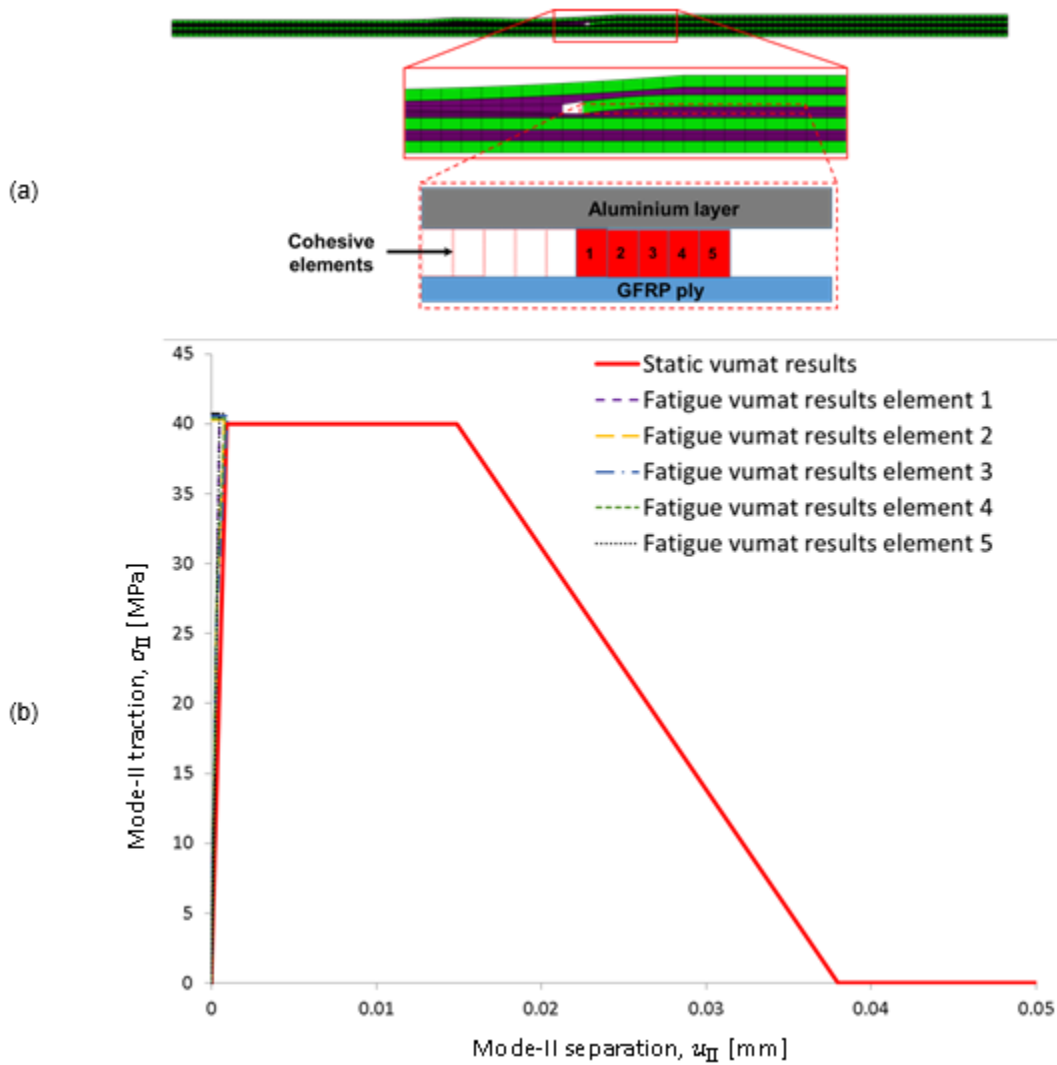 (a)
Aluminium layer
Cohesive
elements
1 2 3 4 5
GFRP ply
(b)
45
40
35
30
25
20
15
10
5
0
Mode-II traction, σ_II [MPa]
Static vumat results
Fatigue vumat results element 1
Fatigue vumat results element 2
Fatigue vumat results element 3
Fatigue vumat results element 4
Fatigue vumat results element 5
0 0.01 0.02 0.03 0.04 0.05
Mode-II separation, u_II [mm]